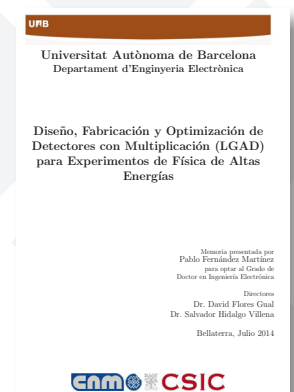 UAB
Universitat Autònoma de Barcelona
Departament d'Enginyeria Electrònica
Diseño, Fabricación y Optimización de
Detectores con Multiplicación (LGAD)
para Experimentos de Física de Altas
Energías
Memoria presentada por
Pablo Fernández Martínez
para optar al Grado de
Doctor en Ingeniería Electrónica
Directores
Dr. David Flores Gual
Dr. Salvador Hidalgo Villena
Bellaterra, Julio 2014
cnm CSIC